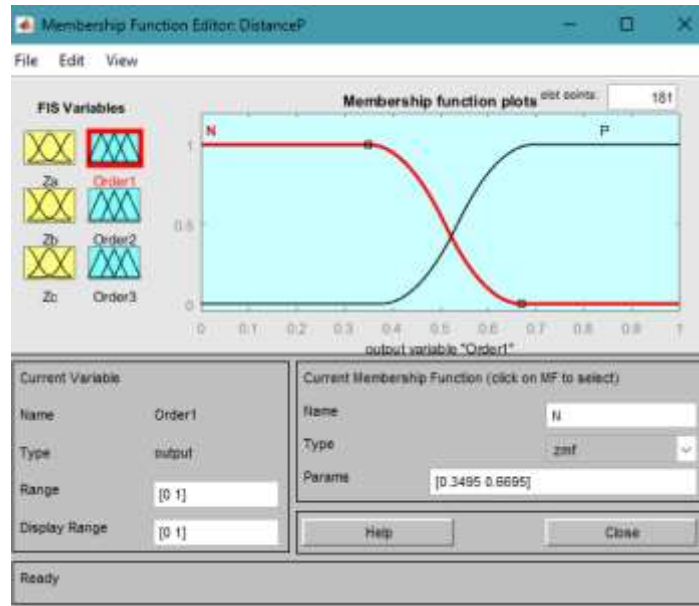 Membership Function Editor: DistanceP
File Edit View
FIS Variables
Membership function plots plot points: 181
N
P
1
0.5
0
Za Order1
Zb Order2
Zc Order3
0 0.1 0.2 0.3 0.4 0.5 0.6 0.7 0.8 0.9 1
output variable "Order1"
Current Variable
Name Order1
Type output
Range [0 1]
Display Range [0 1]
Current Membership Function (click on MF to select)
Name N
Type zmf
Params [0.3495 0.6695]
Help Close
Ready